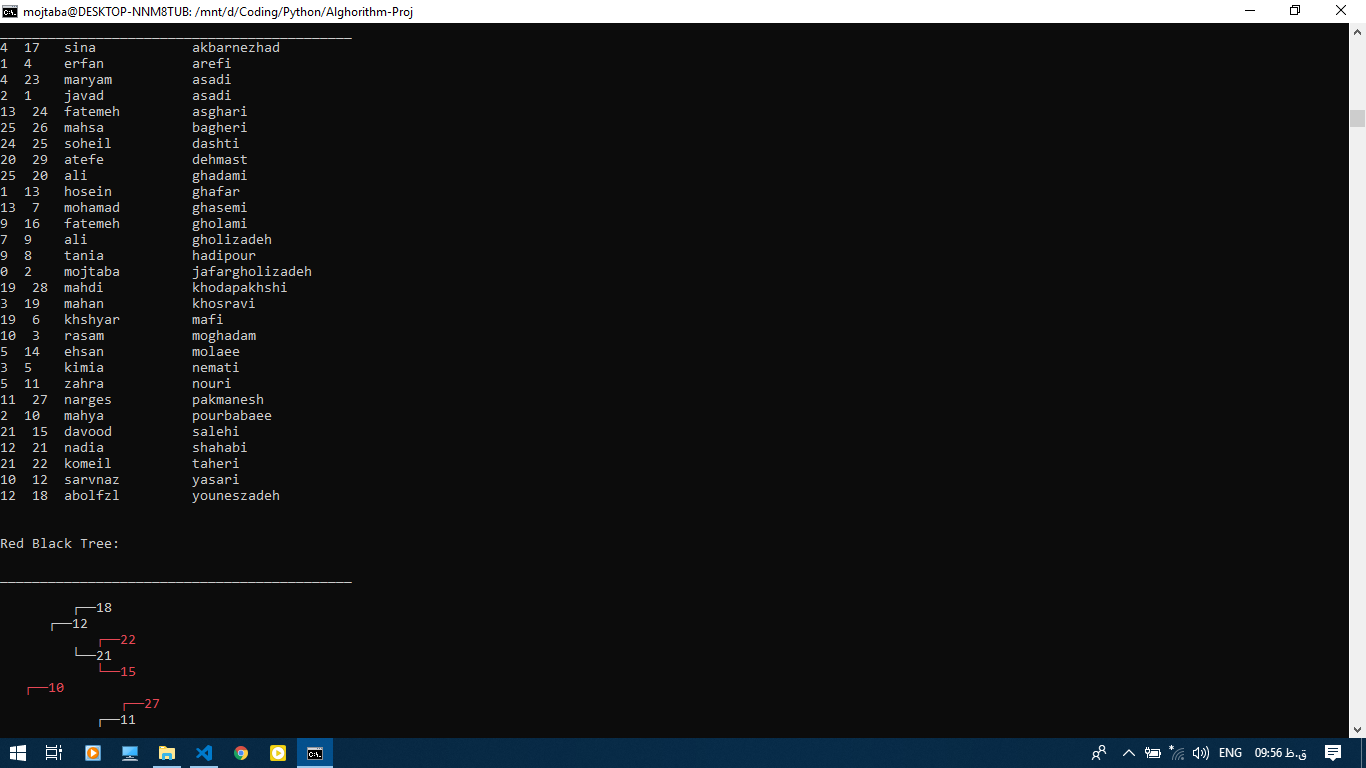 mojtaba@DESKTOP-NNM8TUB: /mnt/d/Coding/Python/Alghorithm-Proj
4 17 sina akbarnezhad
1 4 erfan arefi
4 23 maryam asadi
2 1 javad asadi
13 24 fatemeh asghari
25 26 mahsa bagheri
24 25 soheil dashti
20 29 atefe dehmast
25 20 ali ghadami
1 13 hosein ghafar
13 7 mohamad ghasemi
9 16 fatemeh gholami
7 9 ali gholizadeh
9 8 tania hadipour
0 2 mojtaba jafargholizadeh
19 28 mahdi khodapakhshi
3 19 mahan khosravi
19 6 khshyar mafi
10 3 rasam moghadam
5 14 ehsan molaee
3 5 kimia nemati
5 11 zahra nouri
11 27 narges pakmanesh
2 10 mahya pourbabaee
21 15 davood salehi
12 21 nadia shahabi
21 22 komeil taheri
10 12 sarvnaz yasari
12 18 abolfzl youneszadeh
Red Black Tree:
┌──18
┌──12
┌──22
└──21
└──15
┌──10
┌──27
┌──11
ENG 09:56 ق.ظ